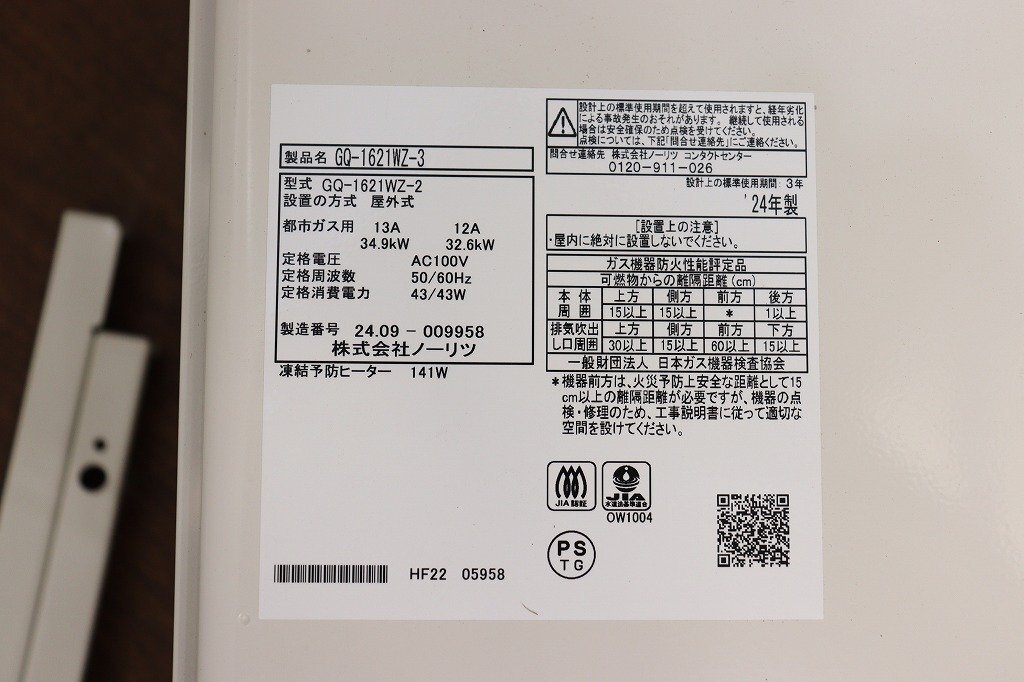 製品名 GQ-1621WZ-3
型式 GQ-1621WZ-2
設置の方式 屋外式
都市ガス用 13A 12A
34.9kW 32.6kW
定格電圧 AC100V
定格周波数 50/60Hz
定格消費電力 43/43W
製造番号 24.09-009958
株式会社ノーリツ
凍結予防ヒーター 141W
設計上の標準使用期間を超えて使用されますと、経年劣化
による事故発生のおそれがあります。継続して使用される
場合は安全確保のため点検を受けてください。
点検については、下記「問合せ連絡先」にご連絡ください。
問合せ連絡先 株式会社ノーリツ コンタクトセンター
0120-911-026
設計上の標準使用期間:3年
'24年製
[設置上の注意]
・屋内に絶対に設置しないでください。
ガス機器防火性能評定品
可燃物からの離隔距離(cm)
本体 上方 側方 前方 後方
周囲 15以上 15以上 * 1以上
排気吹出 上方 側方 前方 下方
し口周囲 30以上 15以上 60以上 15以上
一般財団法人 日本ガス機器検査協会
*機器前方は、火災予防上安全な距離として15
cm以上の離隔距離が必要ですが、機器の点
検・修理のため、工事説明書に従って適切な
空間を設けてください。
JIA認証
JIA
水道法基準適合
OW1004
PS
TG
HF22 05958